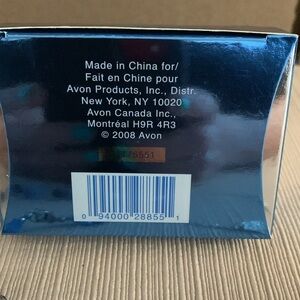 Made in China for/
Fait en Chine pour
Avon Products, Inc., Distr.
New York, NY 10020
Avon Canada Inc.,
Montréal H9R 4R3
© 2008 Avon
0 94000 28855 1